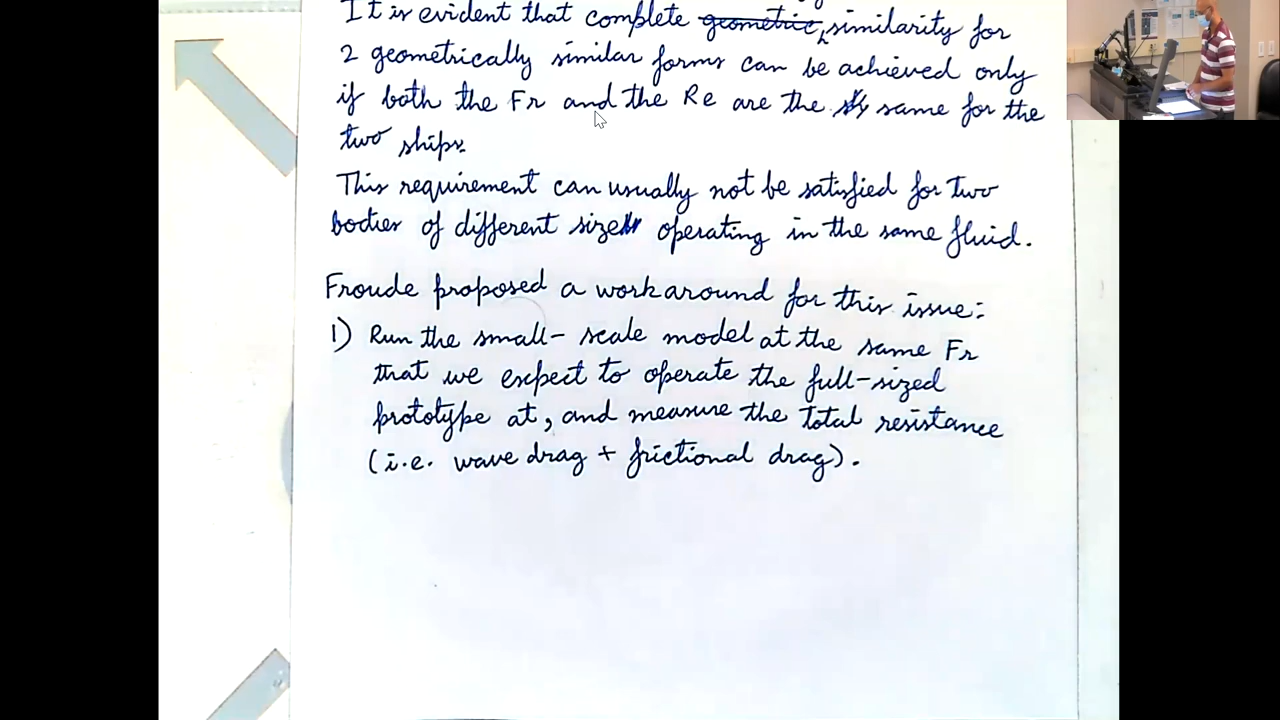 It is evident that complete geometric similarity for
2 geometrically similar forms can be achieved only
if both the Fr and the Re are the same for the
two ships.
This requirement can usually not be satisfied for two
bodies of different size operating in the same fluid.
Froude proposed a workaround for this issue:
1) Run the small-scale model at the same Fr
that we expect to operate the full-sized
prototype at, and measure the total resistance
(i.e. wave drag + frictional drag).